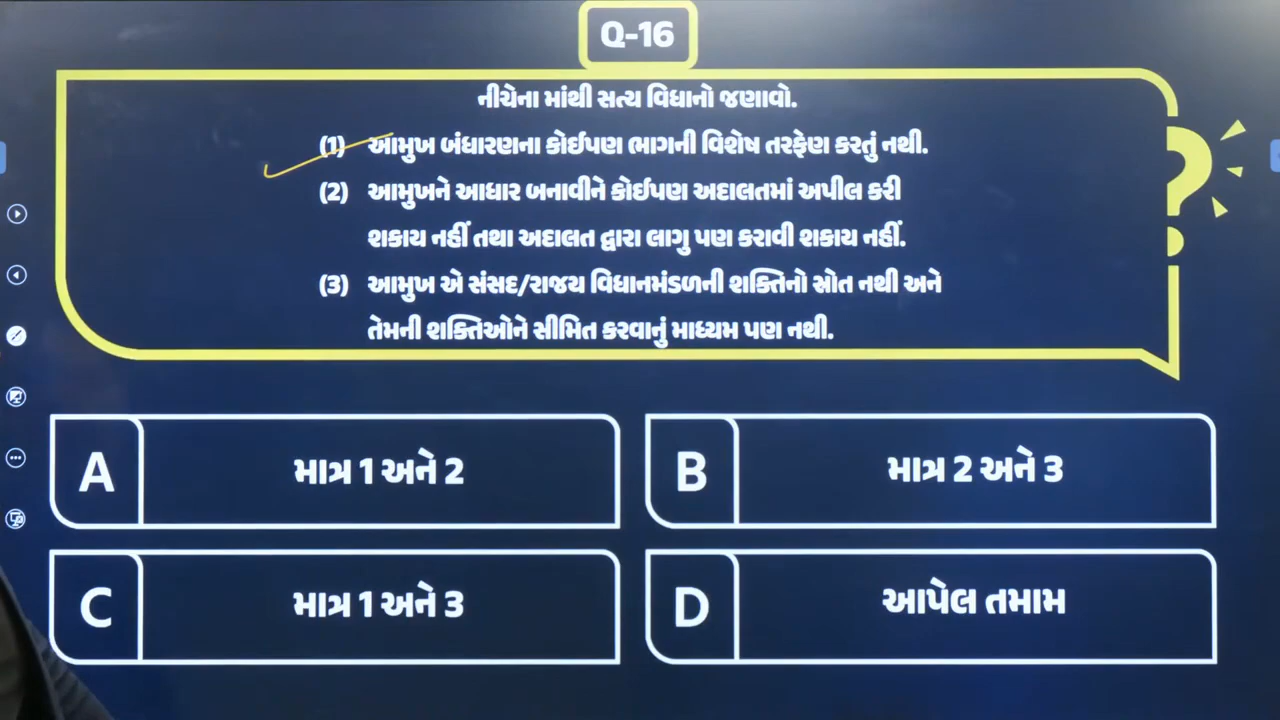 Q-16
નીચેના માંથી સત્ય વિધાનો જણાવો.
(1) આમુખ બંધારણના કોઈપણ ભાગની વિશેષ તરફેણ કરતું નથી.
(2) આમુખને આધાર બનાવીને કોઈપણ અદાલતમાં અપીલ કરી
શકાય નહીં તથા અદાલત દ્વારા લાગુ પણ કરાવી શકાય નહીં.
(3) આમુખ એ સંસદ/રાજ્ય વિધાનમંડળની શક્તિનો સ્રોત નથી અને
તેમની શક્તિઓને સીમિત કરવાનું માધ્યમ પણ નથી.
A માત્ર 1 અને 2
B માત્ર 2 અને 3
C માત્ર 1 અને 3
D આપેલ તમામ